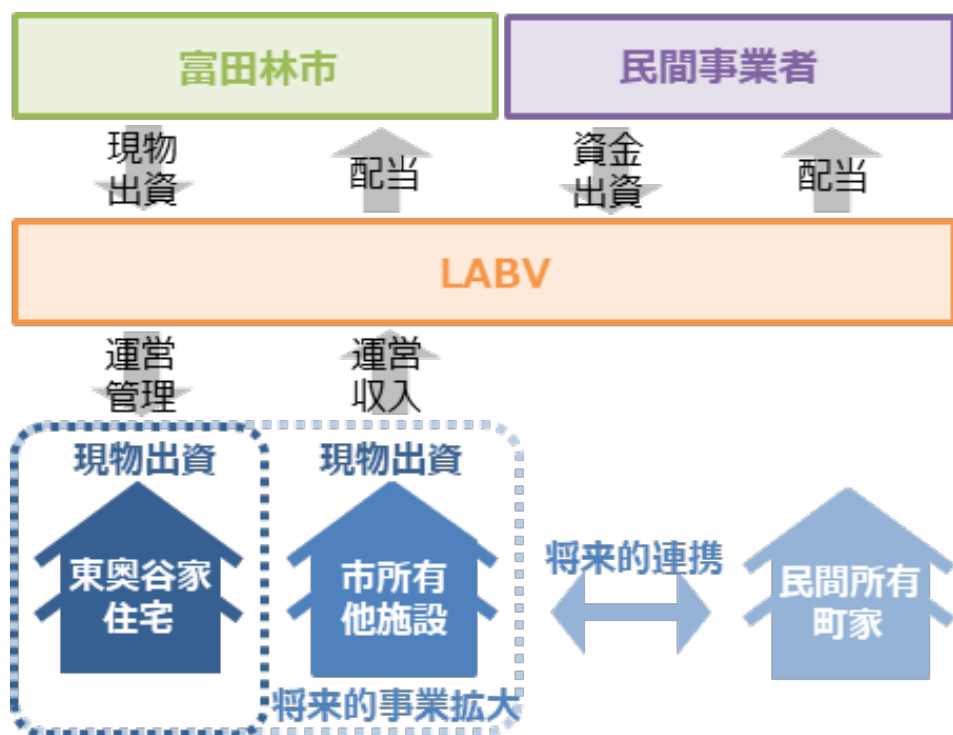 富田林市
民間事業者
現物
出資
配当
資金
出資
配当
LABV
運営
管理
運営
収入
現物出資
現物出資
東奥谷家
住宅
市所有
他施設
将来的連携
民間所有
町家
将来的事業拡大